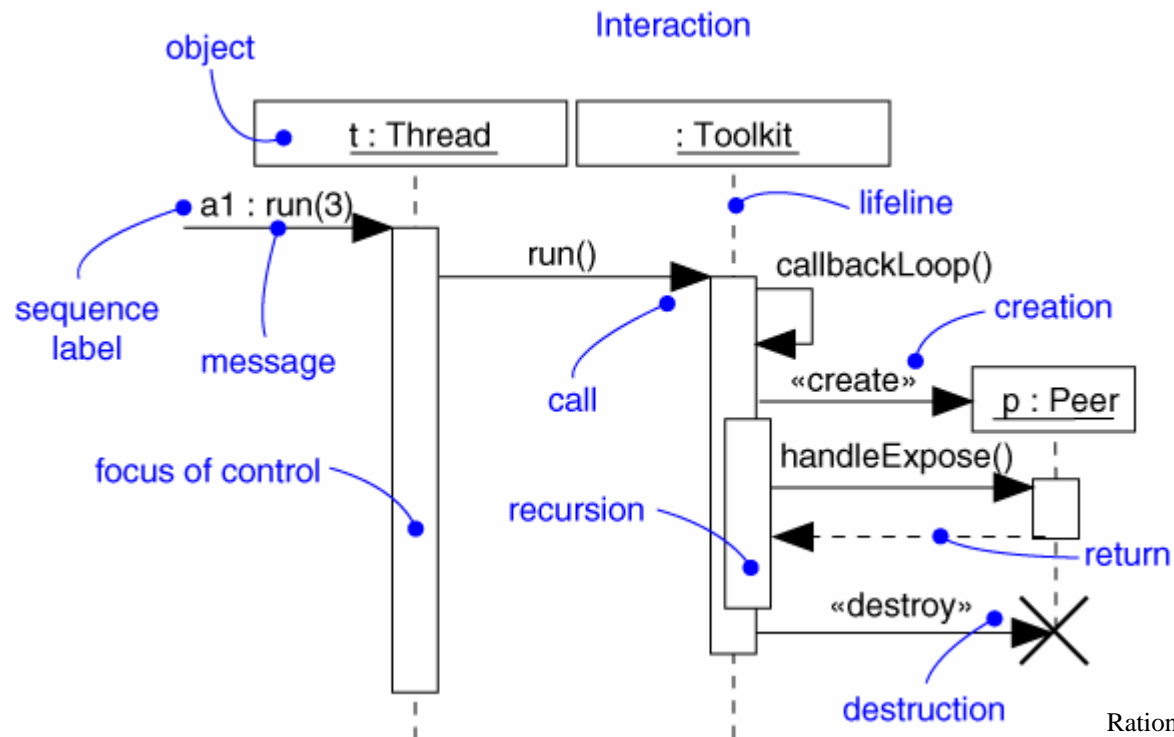 Interaction
object
t : Thread
: Toolkit
a1 : run(3)
lifeline
run()
callbackLoop()
sequence
label
message
call
creation
«create»
p : Peer
focus of control
handleExpose()
recursion
return
«destroy»
destruction
Ration